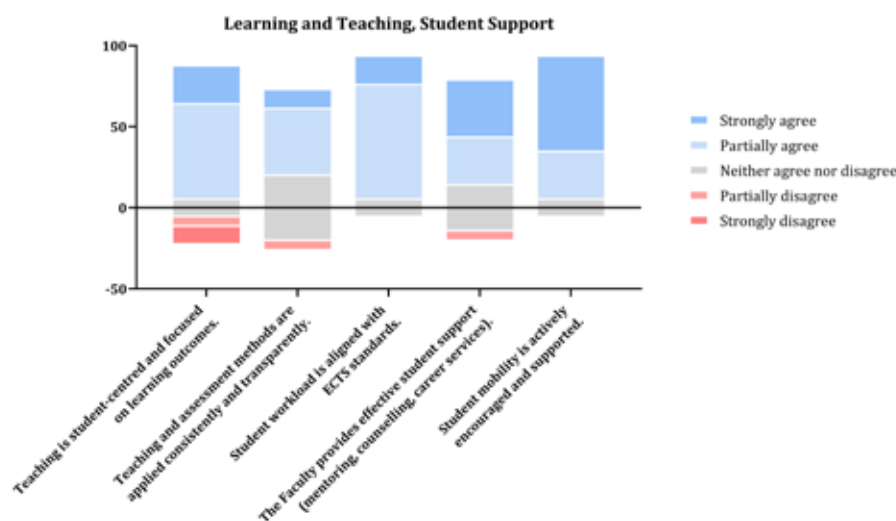 Learning and Teaching, Student Support
100
50
0
-50
Strongly agree
Partially agree
Neither agree nor disagree
Partially disagree
Strongly disagree
Teaching is student-centred and focused
on learning outcomes.
Teaching and assessment methods are
applied consistently and transparently.
Student workload is aligned with
ECTS standards.
The Faculty provides effective student support
(mentoring, counselling, career services).
Student mobility is actively
encouraged and supported.